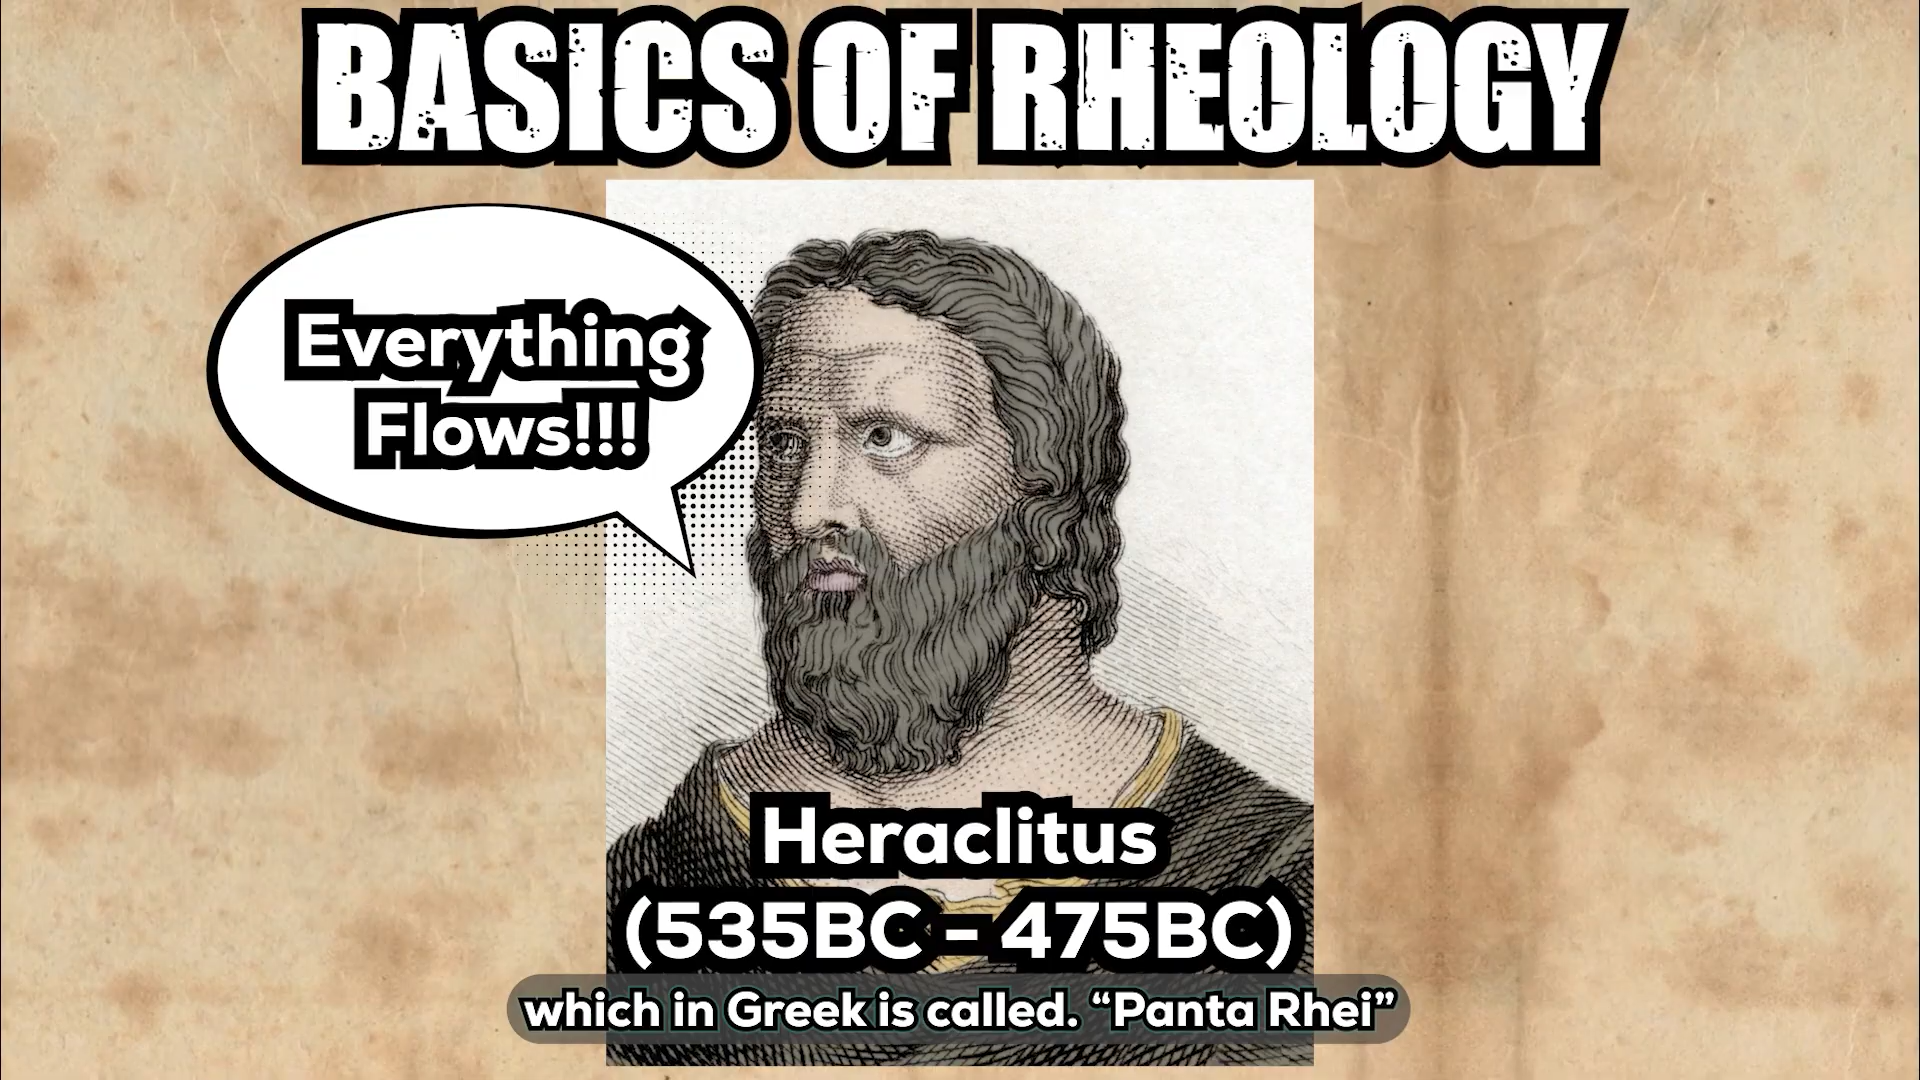 BASICS OF RHEOLOGY
Everything
Flows!!!
Heraclitus
(535BC - 475BC)
which in Greek is called. “Panta Rhei”